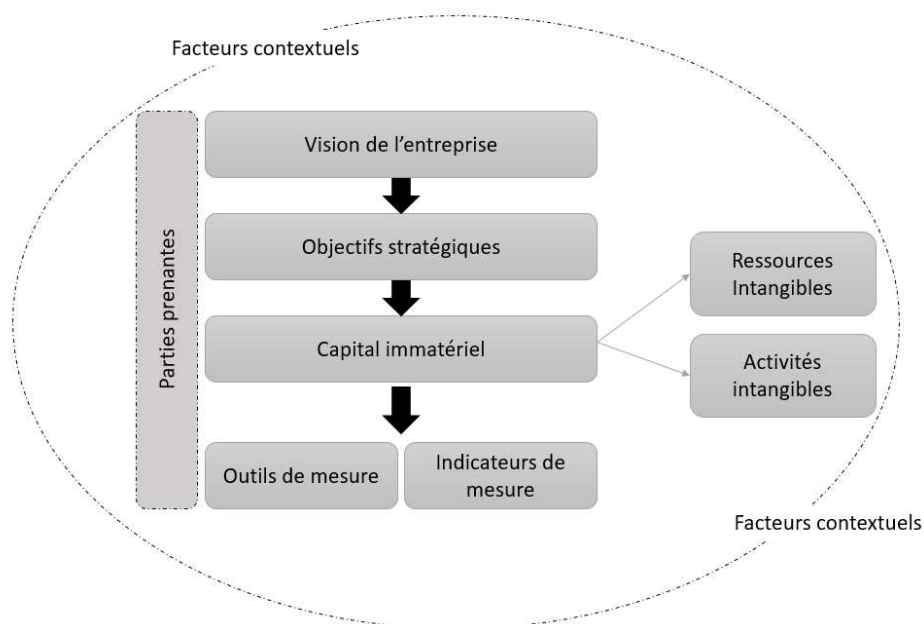 Facteurs contextuels
Vision de l'entreprise
Parties prenantes
Objectifs stratégiques
Ressources
Intangibles
Capital immatériel
Activités
intangibles
Outils de mesure
Indicateurs de
mesure
Facteurs contextuels